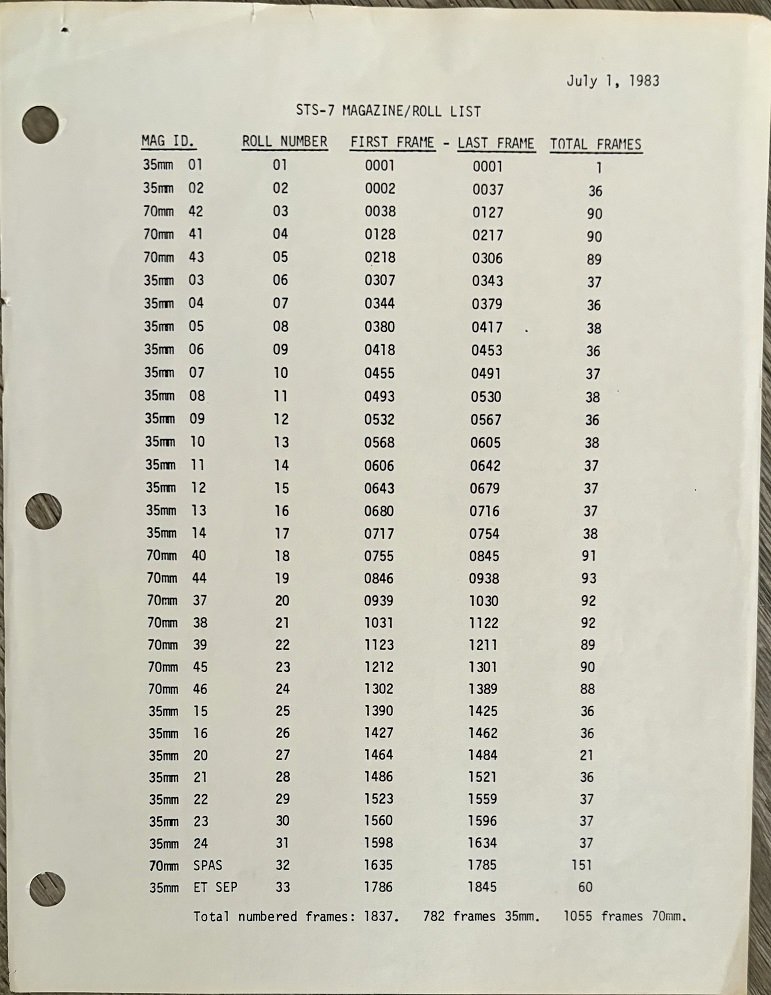 July 1, 1983
STS-7 MAGAZINE/ROLL LIST
MAG ID. ROLL NUMBER FIRST FRAME - LAST FRAME TOTAL FRAMES
35mm 01 01 0001 0001 1
35mm 02 02 0002 0037 36
70mm 42 03 0038 0127 90
70mm 41 04 0128 0217 90
70mm 43 05 0218 0306 89
35mm 03 06 0307 0343 37
35mm 04 07 0344 0379 36
35mm 05 08 0380 0417 38
35mm 06 09 0418 0453 36
35mm 07 10 0455 0491 37
35mm 08 11 0493 0530 38
35mm 09 12 0532 0567 36
35mm 10 13 0568 0605 38
35mm 11 14 0606 0642 37
35mm 12 15 0643 0679 37
35mm 13 16 0680 0716 37
35mm 14 17 0717 0754 38
70mm 40 18 0755 0845 91
70mm 44 19 0846 0938 93
70mm 37 20 0939 1030 92
70mm 38 21 1031 1122 92
70mm 39 22 1123 1211 89
70mm 45 23 1212 1301 90
70mm 46 24 1302 1389 88
35mm 15 25 1390 1425 36
35mm 16 26 1427 1462 36
35mm 20 27 1464 1484 21
35mm 21 28 1486 1521 36
35mm 22 29 1523 1559 37
35mm 23 30 1560 1596 37
35mm 24 31 1598 1634 37
70mm SPAS 32 1635 1785 151
35mm ET SEP 33 1786 1845 60
Total numbered frames: 1837. 782 frames 35mm. 1055 frames 70mm.